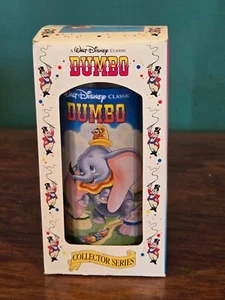 A WALT DISNEY CLASSIC
DUMBO
WALT DISNEY CLASSIC
DUMBO
COLLECTOR SERIES